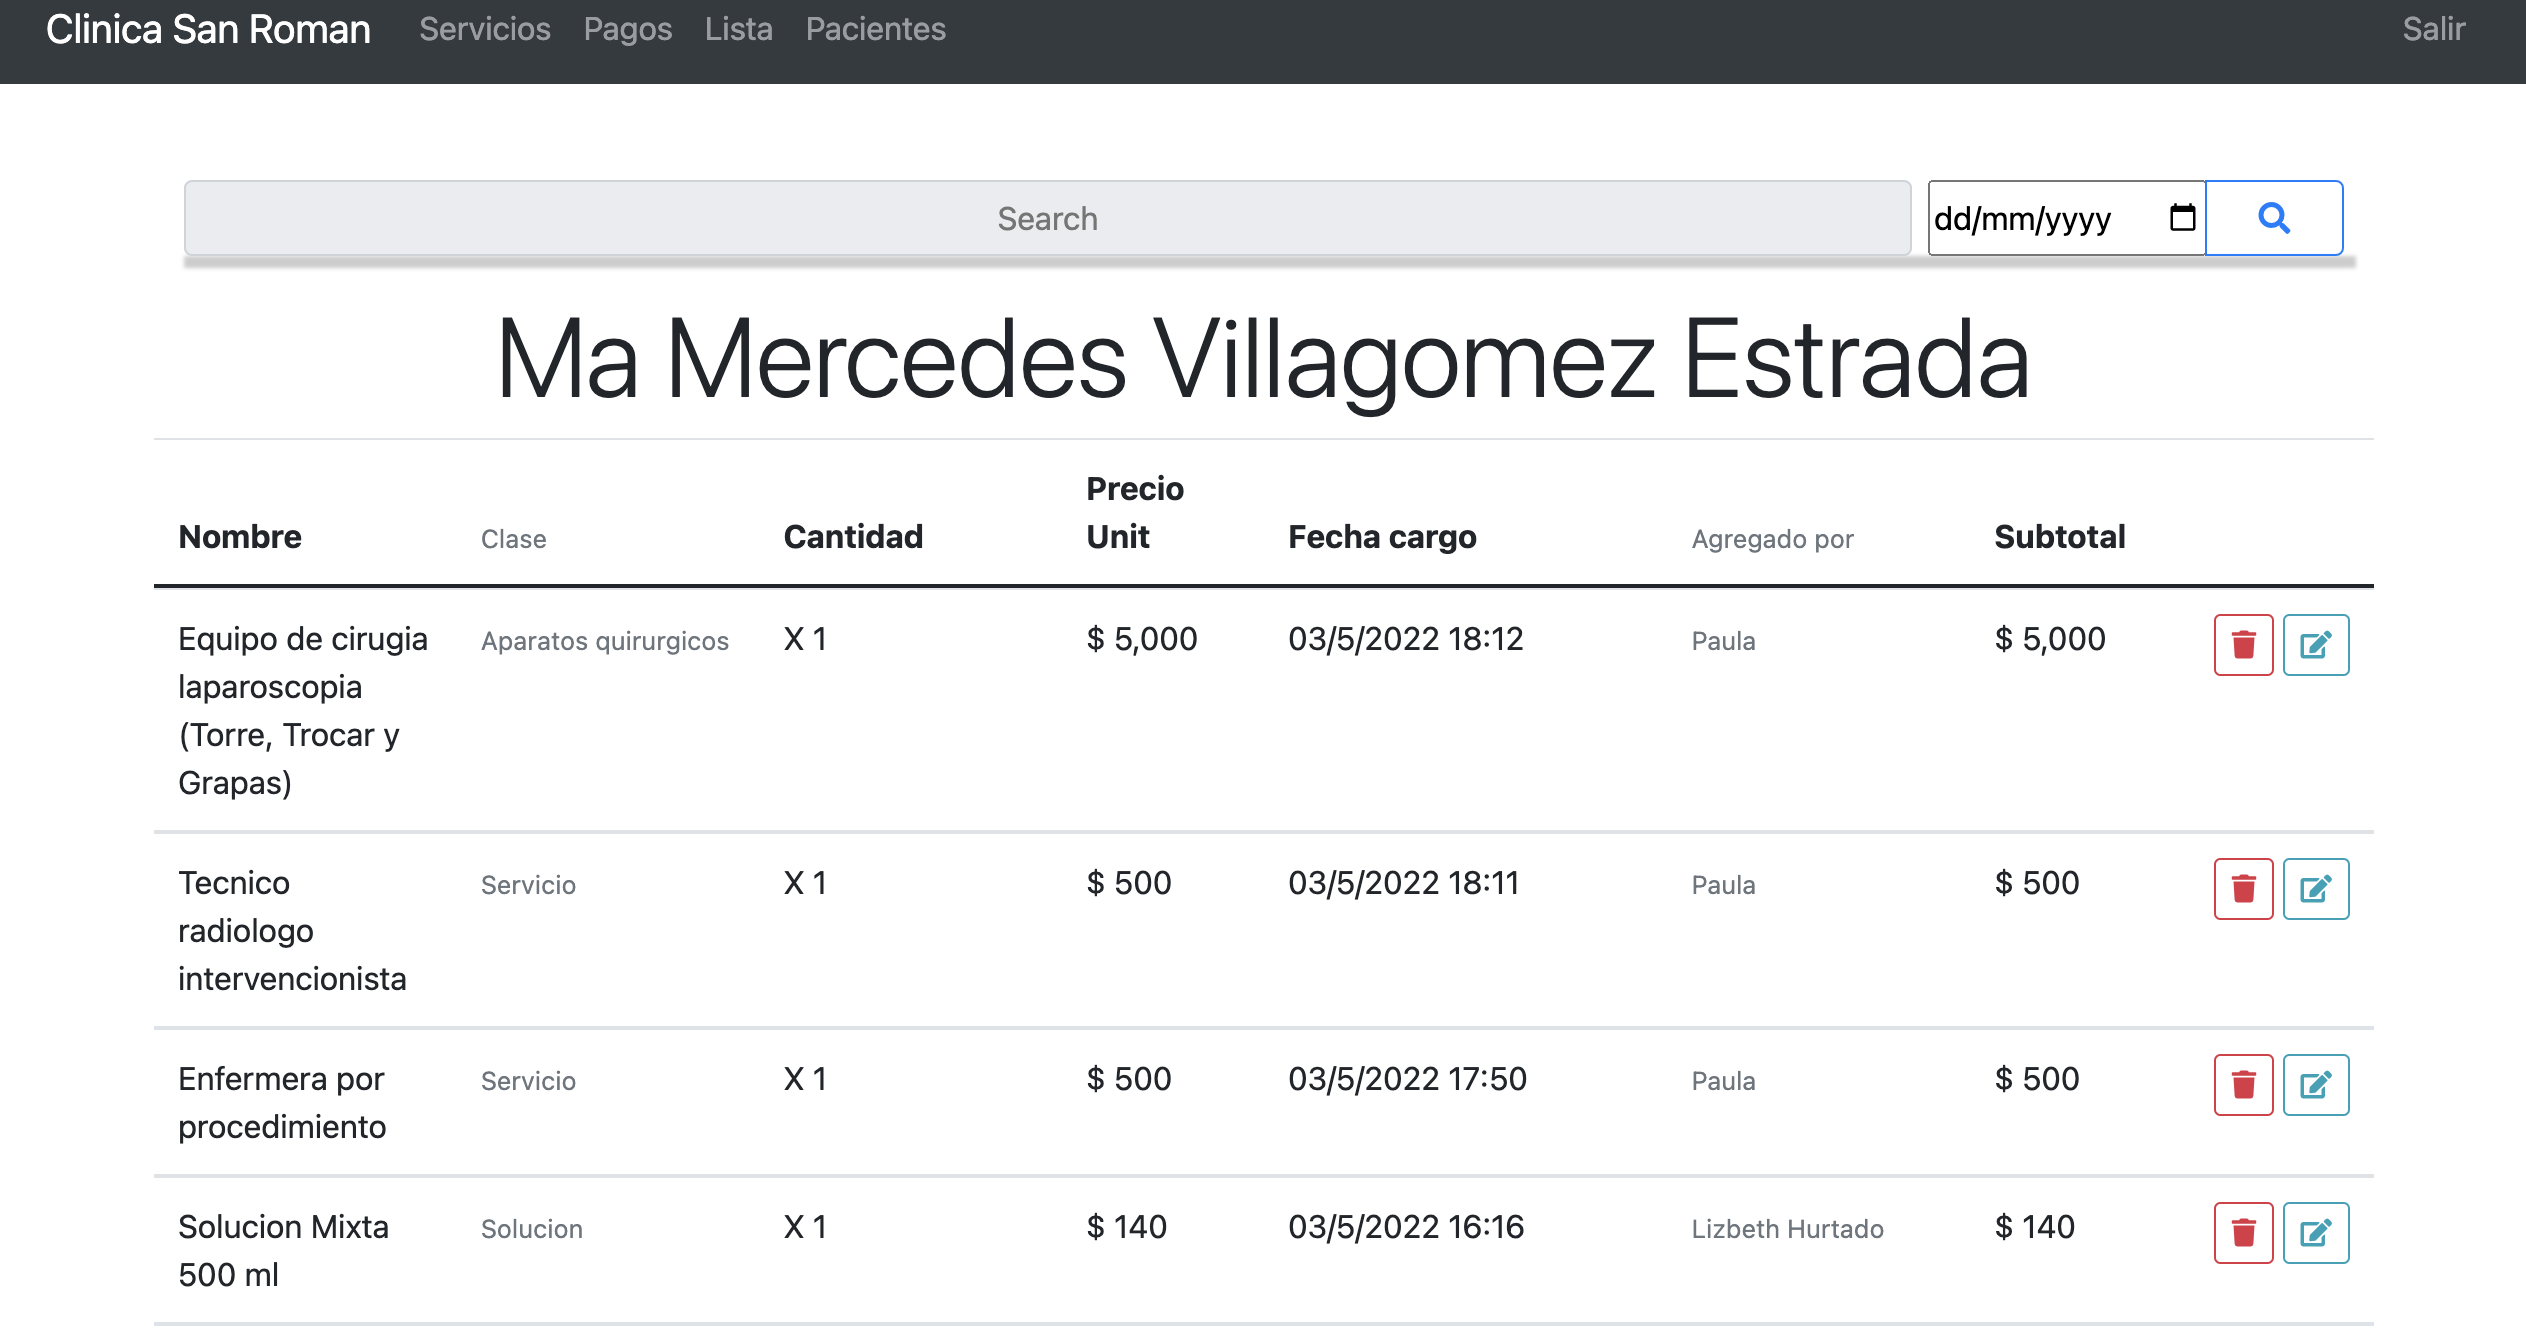 Clinica San Roman Servicios Pagos Lista Pacientes Salir
Search dd/mm/yyyy
Ma Mercedes Villagomez Estrada
Nombre Clase Cantidad Precio Unit Fecha cargo Agregado por Subtotal
Equipo de cirugia Aparatos quirurgicos X 1 $ 5,000 03/5/2022 18:12 Paula $ 5,000
laparoscopia
(Torre, Trocar y
Grapas)
Tecnico Servicio X 1 $ 500 03/5/2022 18:11 Paula $ 500
radiologo
intervencionista
Enfermera por Servicio X 1 $ 500 03/5/2022 17:50 Paula $ 500
procedimiento
Solucion Mixta Solucion X 1 $ 140 03/5/2022 16:16 Lizbeth Hurtado $ 140
500 ml